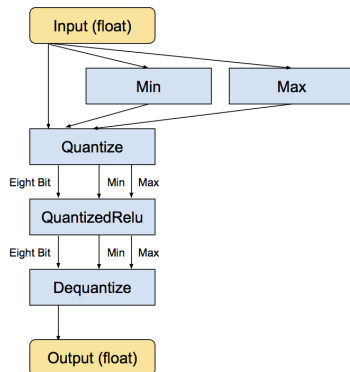 Input (float)
Min
Max
Quantize
Eight Bit
Min
Max
QuantizedRelu
Eight Bit
Min
Max
Dequantize
Output (float)